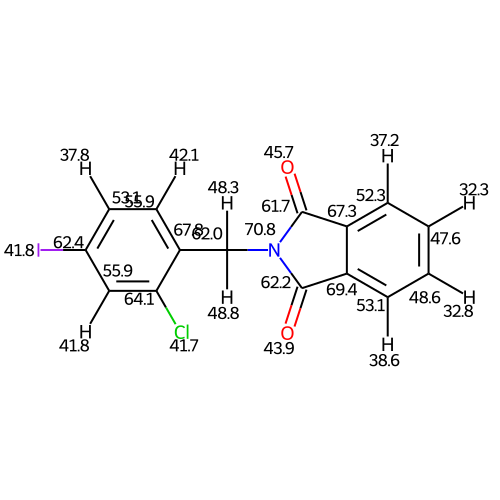 37.2
45.7
37.8
42.1
H
O
H
H
H
48.3
32.3
53.1
55.9
H
52.3
H
61.7
67.3
67.8
62.0
70.8
47.6
62.4
41.8
I
N
55.9
62.2
69.4
48.6
H
64.1
H
53.1
32.8
48.8
H
Cl
O
41.8
41.7
43.9
H
38.6